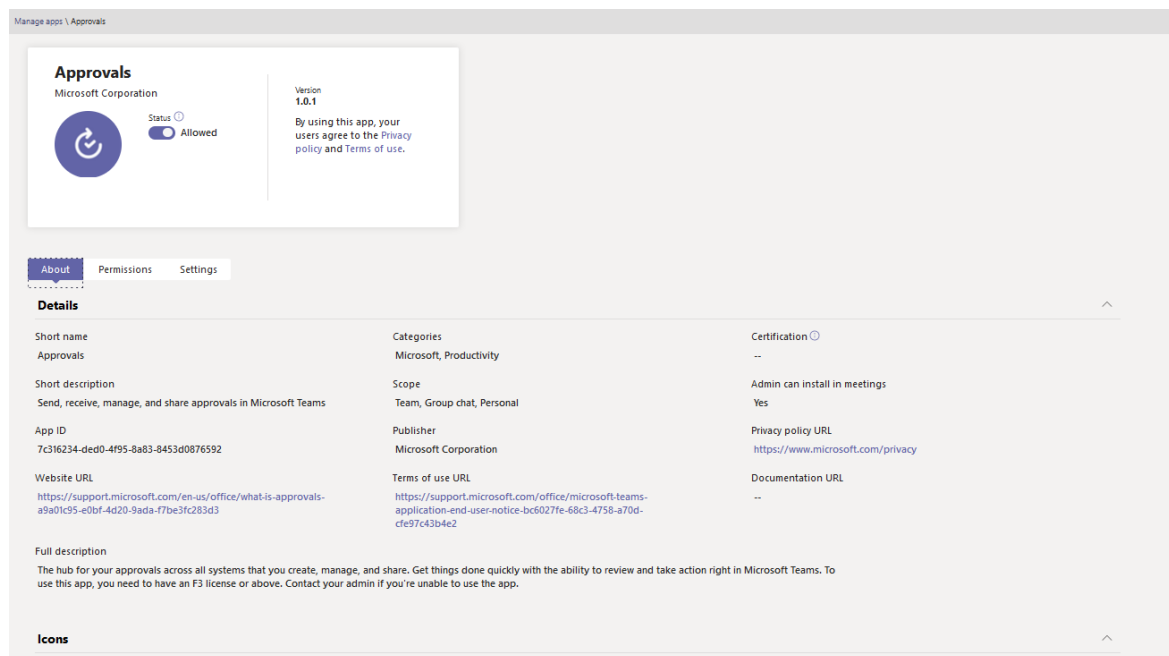 Manage apps \ Approvals
Approvals
Microsoft Corporation
Status
Allowed
Version
1.0.1
By using this app, your
users agree to the Privacy
policy and Terms of use.
About
Permissions
Settings
Details
Short name
Approvals
Categories
Microsoft, Productivity
Certification
--
Short description
Send, receive, manage, and share approvals in Microsoft Teams
Scope
Team, Group chat, Personal
Admin can install in meetings
Yes
App ID
7c316234-ded0-4f95-8a83-8453d0876592
Publisher
Microsoft Corporation
Privacy policy URL
https://www.microsoft.com/privacy
Website URL
https://support.microsoft.com/en-us/office/what-is-approvals-
a9a01c95-e0bf-4d20-9ada-f7be3fc283d3
Terms of use URL
https://support.microsoft.com/office/microsoft-teams-
application-end-user-notice-bc6027fe-68c3-4758-a70d-
cfe97c43b4e2
Documentation URL
--
Full description
The hub for your approvals across all systems that you create, manage, and share. Get things done quickly with the ability to review and take action right in Microsoft Teams. To
use this app, you need to have an F3 license or above. Contact your admin if you're unable to use the app.
Icons